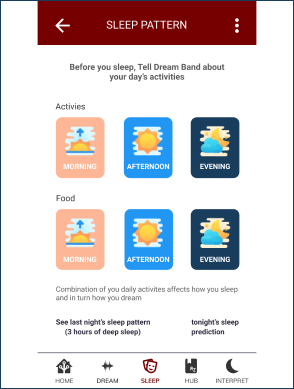 SLEEP PATTERN
Before you sleep, Tell Dream Band about
your day's activities
Activies
MORNING
AFTERNOON
EVENING
Food
MORNING
AFTERNOON
EVENING
Combination of you daily activites affects how you sleep
and in turn how you dream
See last night's sleep pattern
(3 hours of deep sleep)
tonight's sleep
prediction
HOME
DREAM
SLEEP
HUB
INTERPRET